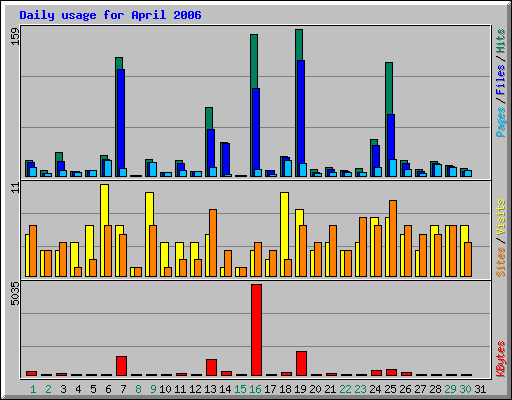 Daily usage for April 2006
159
Pages / Files / Hits
11
Sites / Visits
5035
KBytes
1 2 3 4 5 6 7 8 9 10 11 12 13 14 15 16 17 18 19 20 21 22 23 24 25 26 27 28 29 30 31